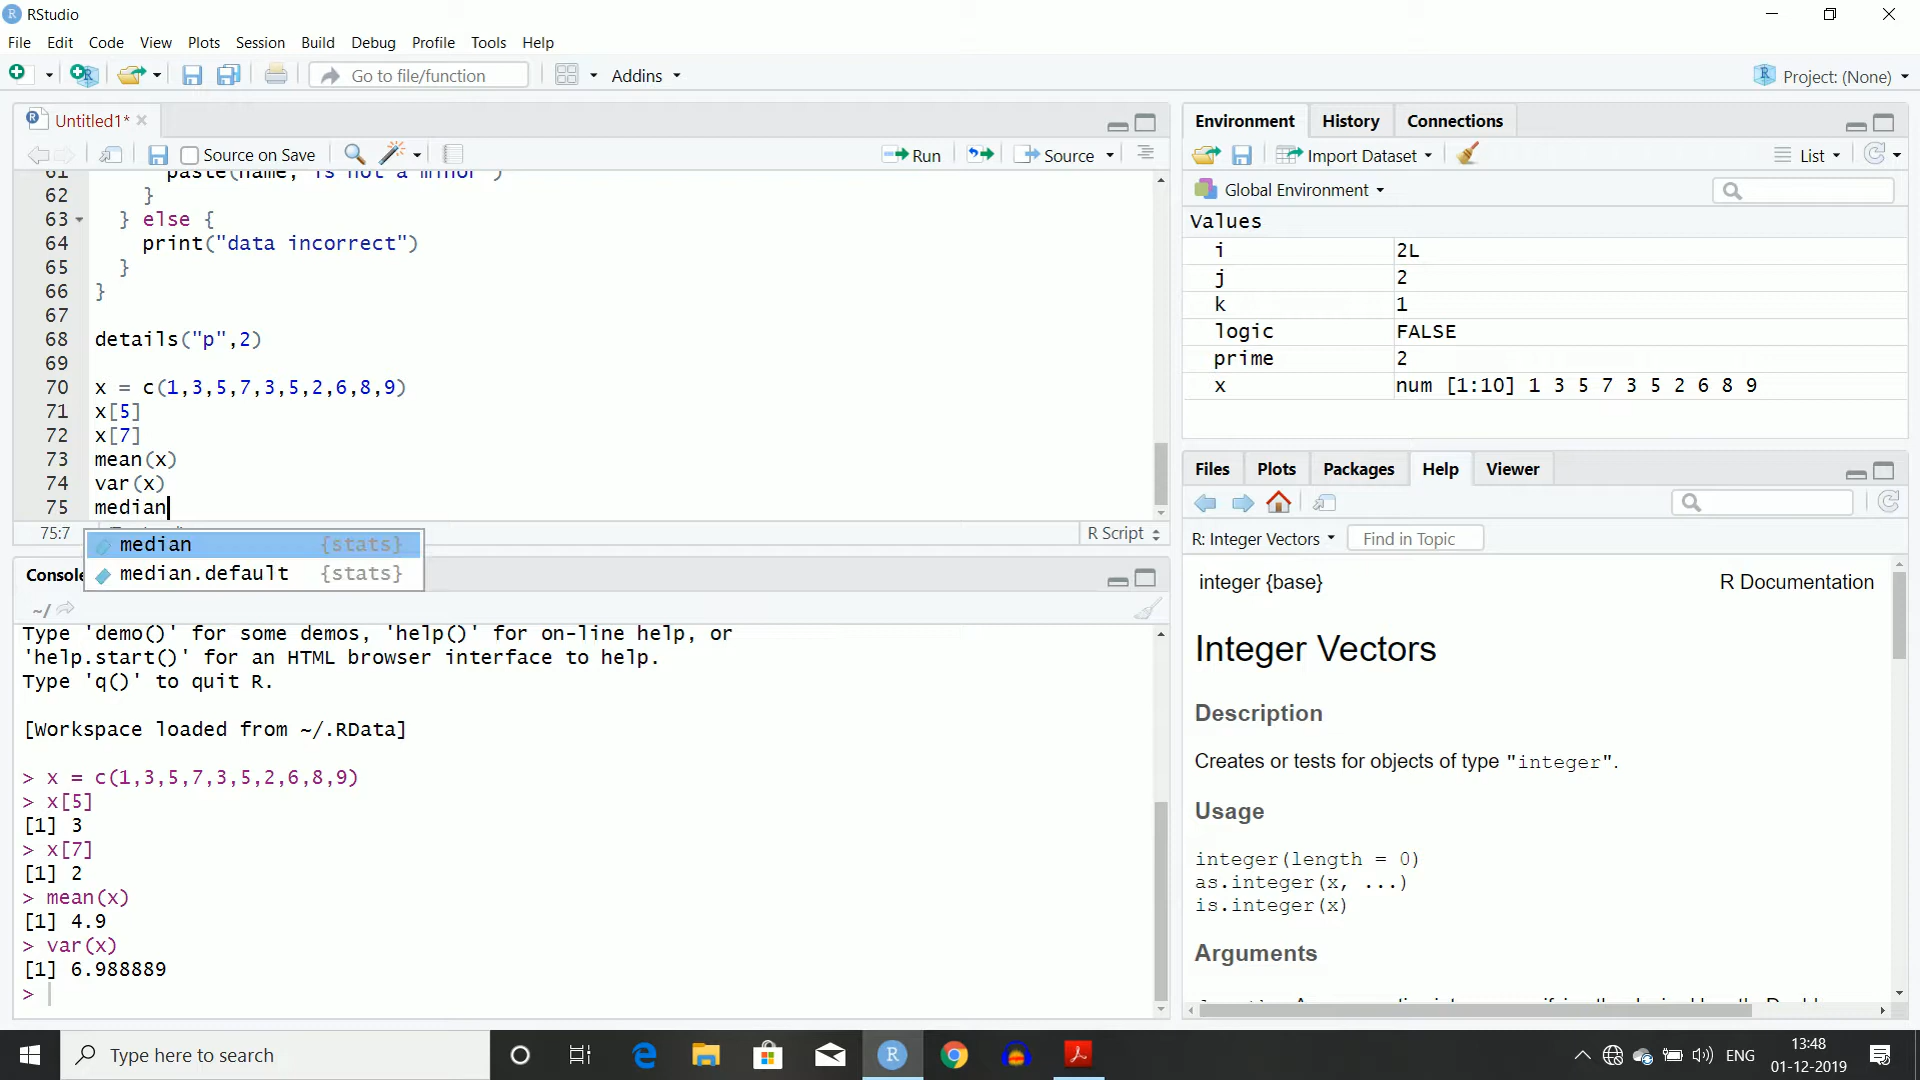 RStudio
File Edit Code View Plots Session Build Debug Profile Tools Help
Go to file/function Addins Project: (None)
Untitled1*
Source on Save Run Source
61 paste(name, "is not a minor")
62 }
63 } else {
64 print("data incorrect")
65 }
66 }
67
68 details("p",2)
69
70 x = c(1,3,5,7,3,5,2,6,8,9)
71 x[5]
72 x[7]
73 mean(x)
74 var(x)
75 median
75:7 R Script
median {stats}
median.default {stats}
Console
~/
Type 'demo()' for some demos, 'help()' for on-line help, or
'help.start()' for an HTML browser interface to help.
Type 'q()' to quit R.
[Workspace loaded from ~/.RData]
> x = c(1,3,5,7,3,5,2,6,8,9)
> x[5]
[1] 3
> x[7]
[1] 2
> mean(x)
[1] 4.9
> var(x)
[1] 6.988889
>
Environment History Connections
Import Dataset List
Global Environment
Values
i 2L
j 2
k 1
logic FALSE
prime 2
x num [1:10] 1 3 5 7 3 5 2 6 8 9
Files Plots Packages Help Viewer
R: Integer Vectors Find in Topic
integer {base} R Documentation
Integer Vectors
Description
Creates or tests for objects of type "integer".
Usage
integer(length = 0)
as.integer(x, ...)
is.integer(x)
Arguments
Type here to search
ENG
13:48
01-12-2019